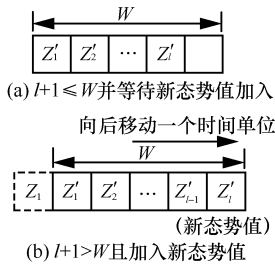 W
Z′₁ Z′₂ ⋯ Z′ₗ
(a) l+1≤W并等待新态势值加入
向后移动一个时间单位
W
Z₁ Z′₁ Z′₂ ⋯ Z′ₗ₋₁ Z′ₗ
(新态势值)
(b) l+1>W且加入新态势值